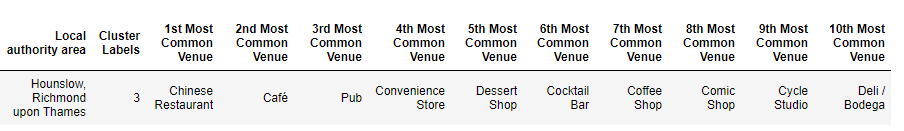 Local authority area Cluster Labels 1st Most Common Venue 2nd Most Common Venue 3rd Most Common Venue 4th Most Common Venue 5th Most Common Venue 6th Most Common Venue 7th Most Common Venue 8th Most Common Venue 9th Most Common Venue 10th Most Common Venue
Hounslow, Richmond upon Thames 3 Chinese Restaurant Café Pub Convenience Store Dessert Shop Cocktail Bar Coffee Shop Comic Shop Cycle Studio Deli / Bodega